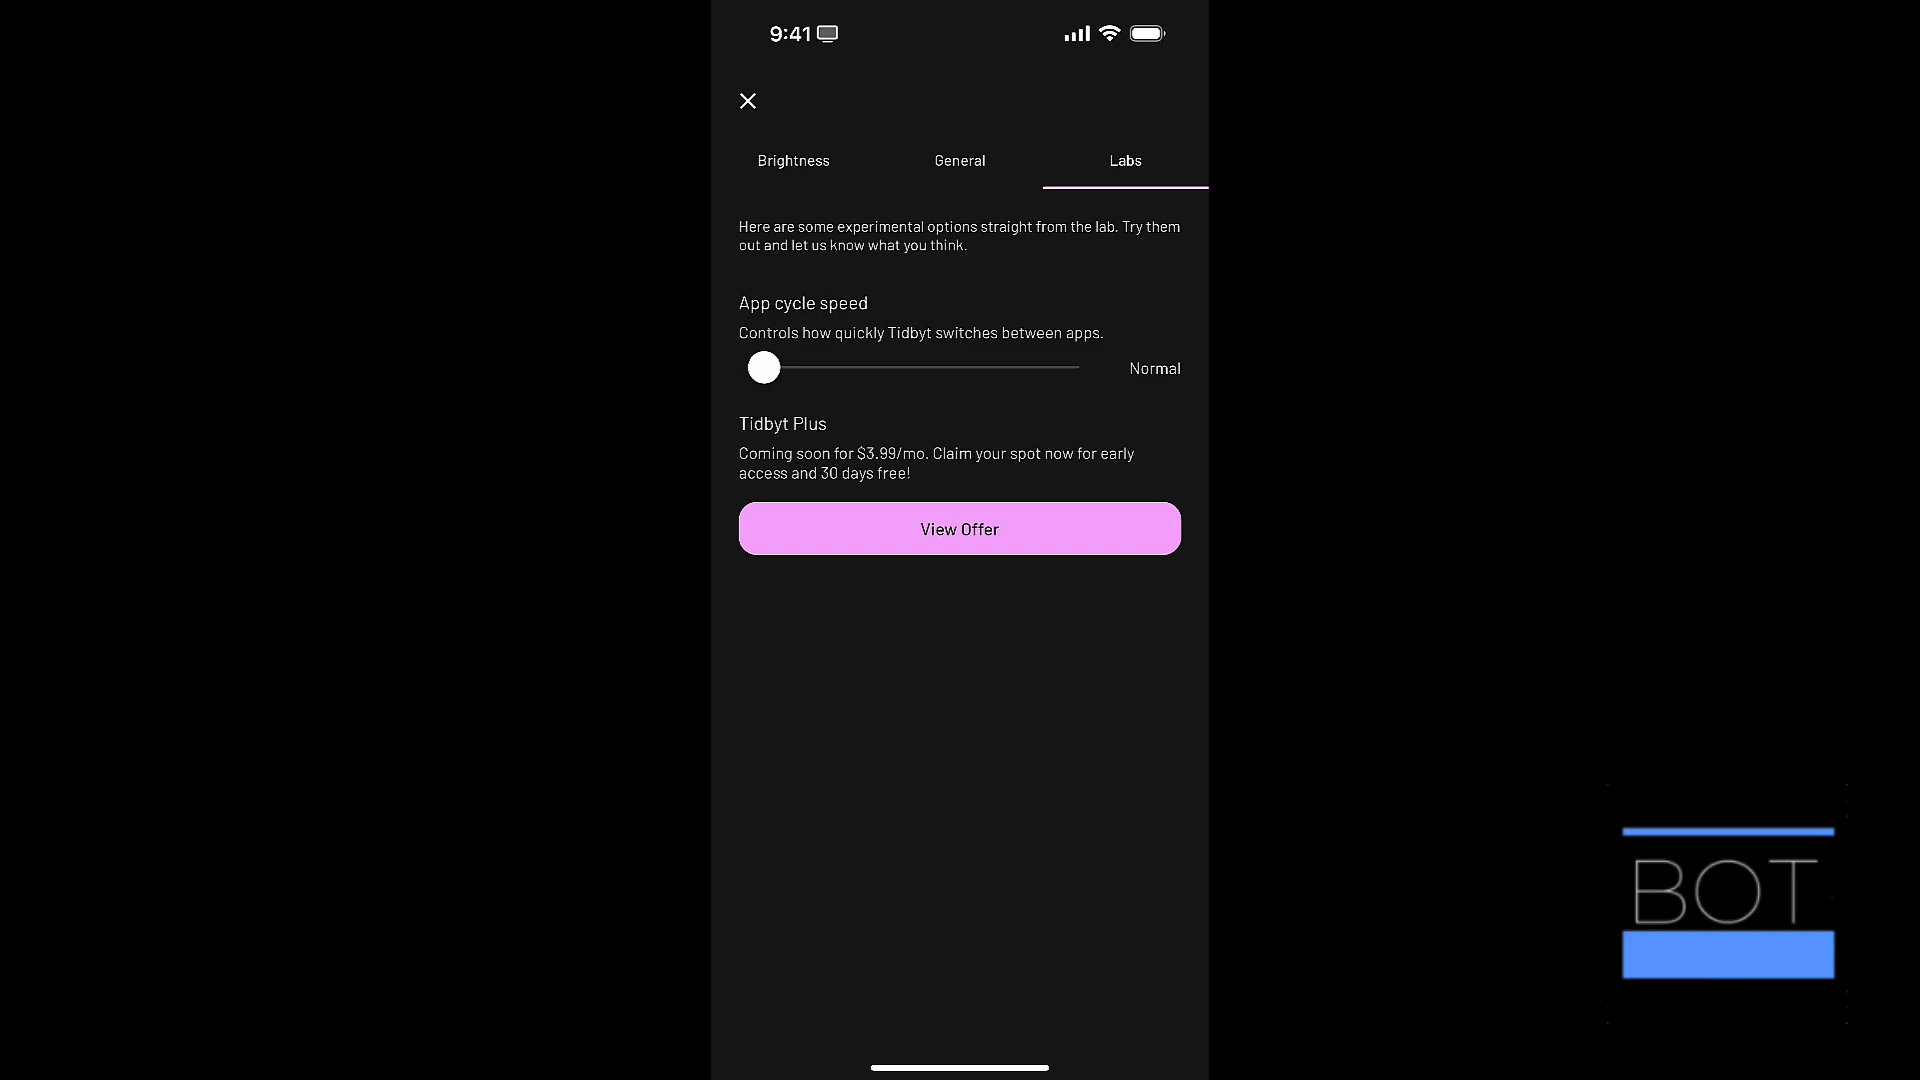 9:41
Brightness
General
Labs
Here are some experimental options straight from the lab. Try them
out and let us know what you think.
App cycle speed
Controls how quickly Tidbyt switches between apps.
Normal
Tidbyt Plus
Coming soon for $3.99/mo. Claim your spot now for early
access and 30 days free!
View Offer
BOT